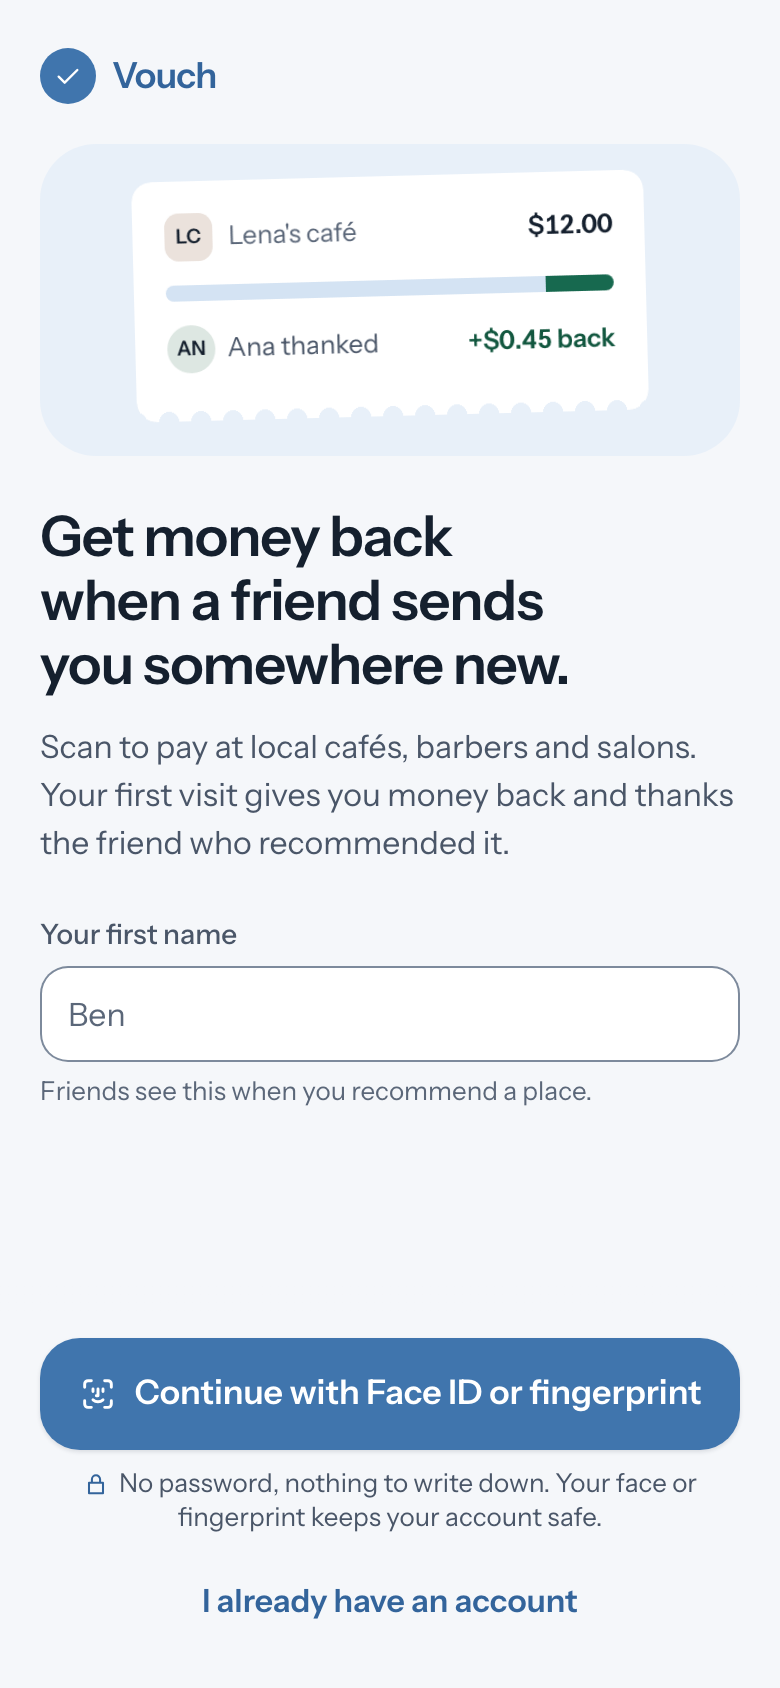 Vouch
LC Lena's café $12.00
AN Ana thanked +$0.45 back
Get money back
when a friend sends
you somewhere new.
Scan to pay at local cafés, barbers and salons.
Your first visit gives you money back and thanks
the friend who recommended it.
Your first name
Ben
Friends see this when you recommend a place.
Continue with Face ID or fingerprint
No password, nothing to write down. Your face or
fingerprint keeps your account safe.
I already have an account